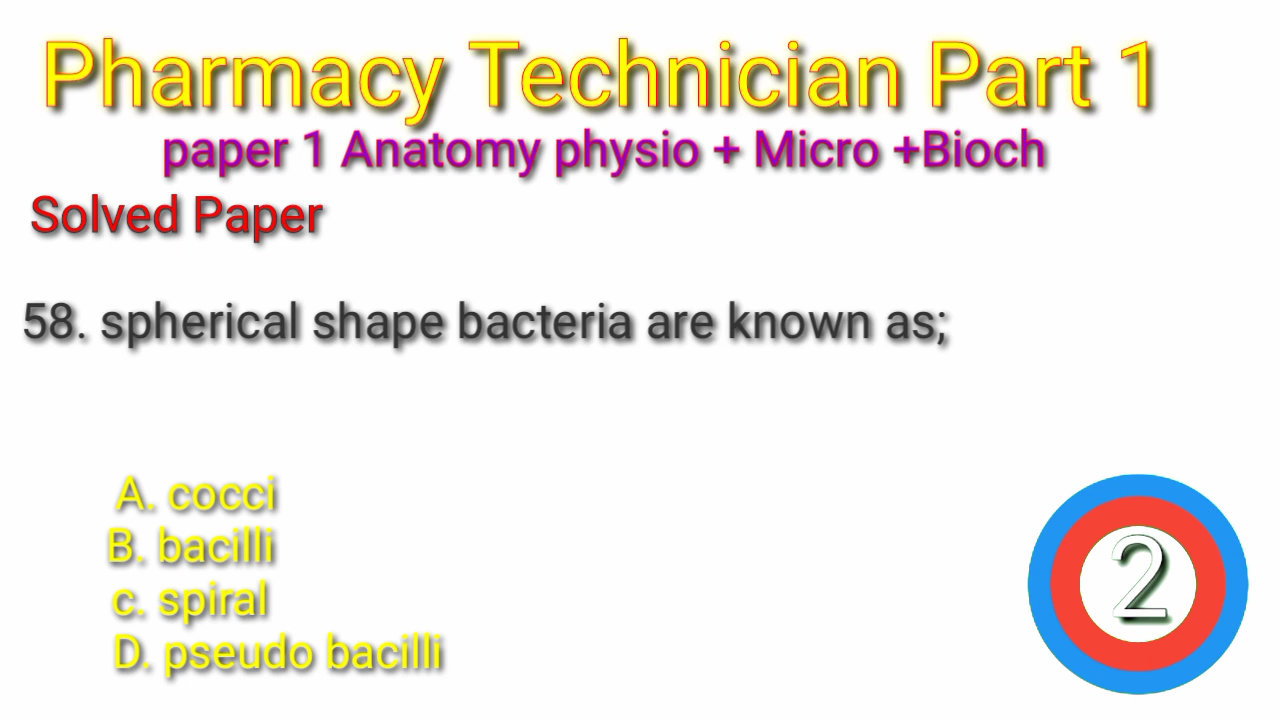 Pharmacy Technician Part 1
paper 1 Anatomy physio + Micro +Bioch
Solved Paper
58. spherical shape bacteria are known as;
A. cocci
B. bacilli
c. spiral
D. pseudo bacilli
2